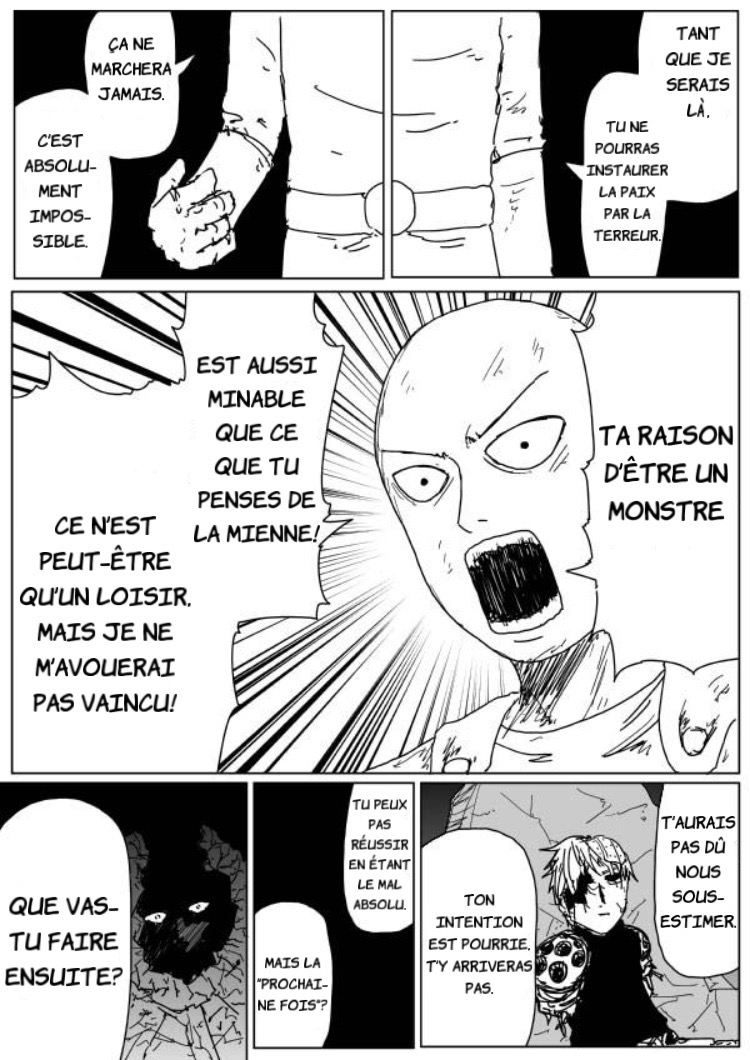 TANT
QUE JE
SERAIS
LÀ.
TU NE
POURRAS
INSTAURER
LA PAIX
PAR LA
TERREUR.
ÇA NE
MARCHERA
JAMAIS.
C'EST
ABSOLU-
MENT
IMPOS-
SIBLE.
TA RAISON
D'ÊTRE UN
MONSTRE
EST AUSSI
MINABLE
QUE CE
QUE TU
PENSES DE
LA MIENNE!
CE N'EST
PEUT-ÊTRE
QU'UN LOISIR,
MAIS JE NE
M'AVOUERAI
PAS VAINCU!
T'AURAIS
PAS DÛ
NOUS
SOUS-
ESTIMER.
TON
INTENTION
EST POURRIE,
T'Y ARRIVERAS
PAS.
TU PEUX
PAS
RÉUSSIR
EN ÉTANT
LE MAL
ABSOLU.
MAIS LA
"PROCHAI-
NE FOIS"?
QUE VAS-
TU FAIRE
ENSUITE?